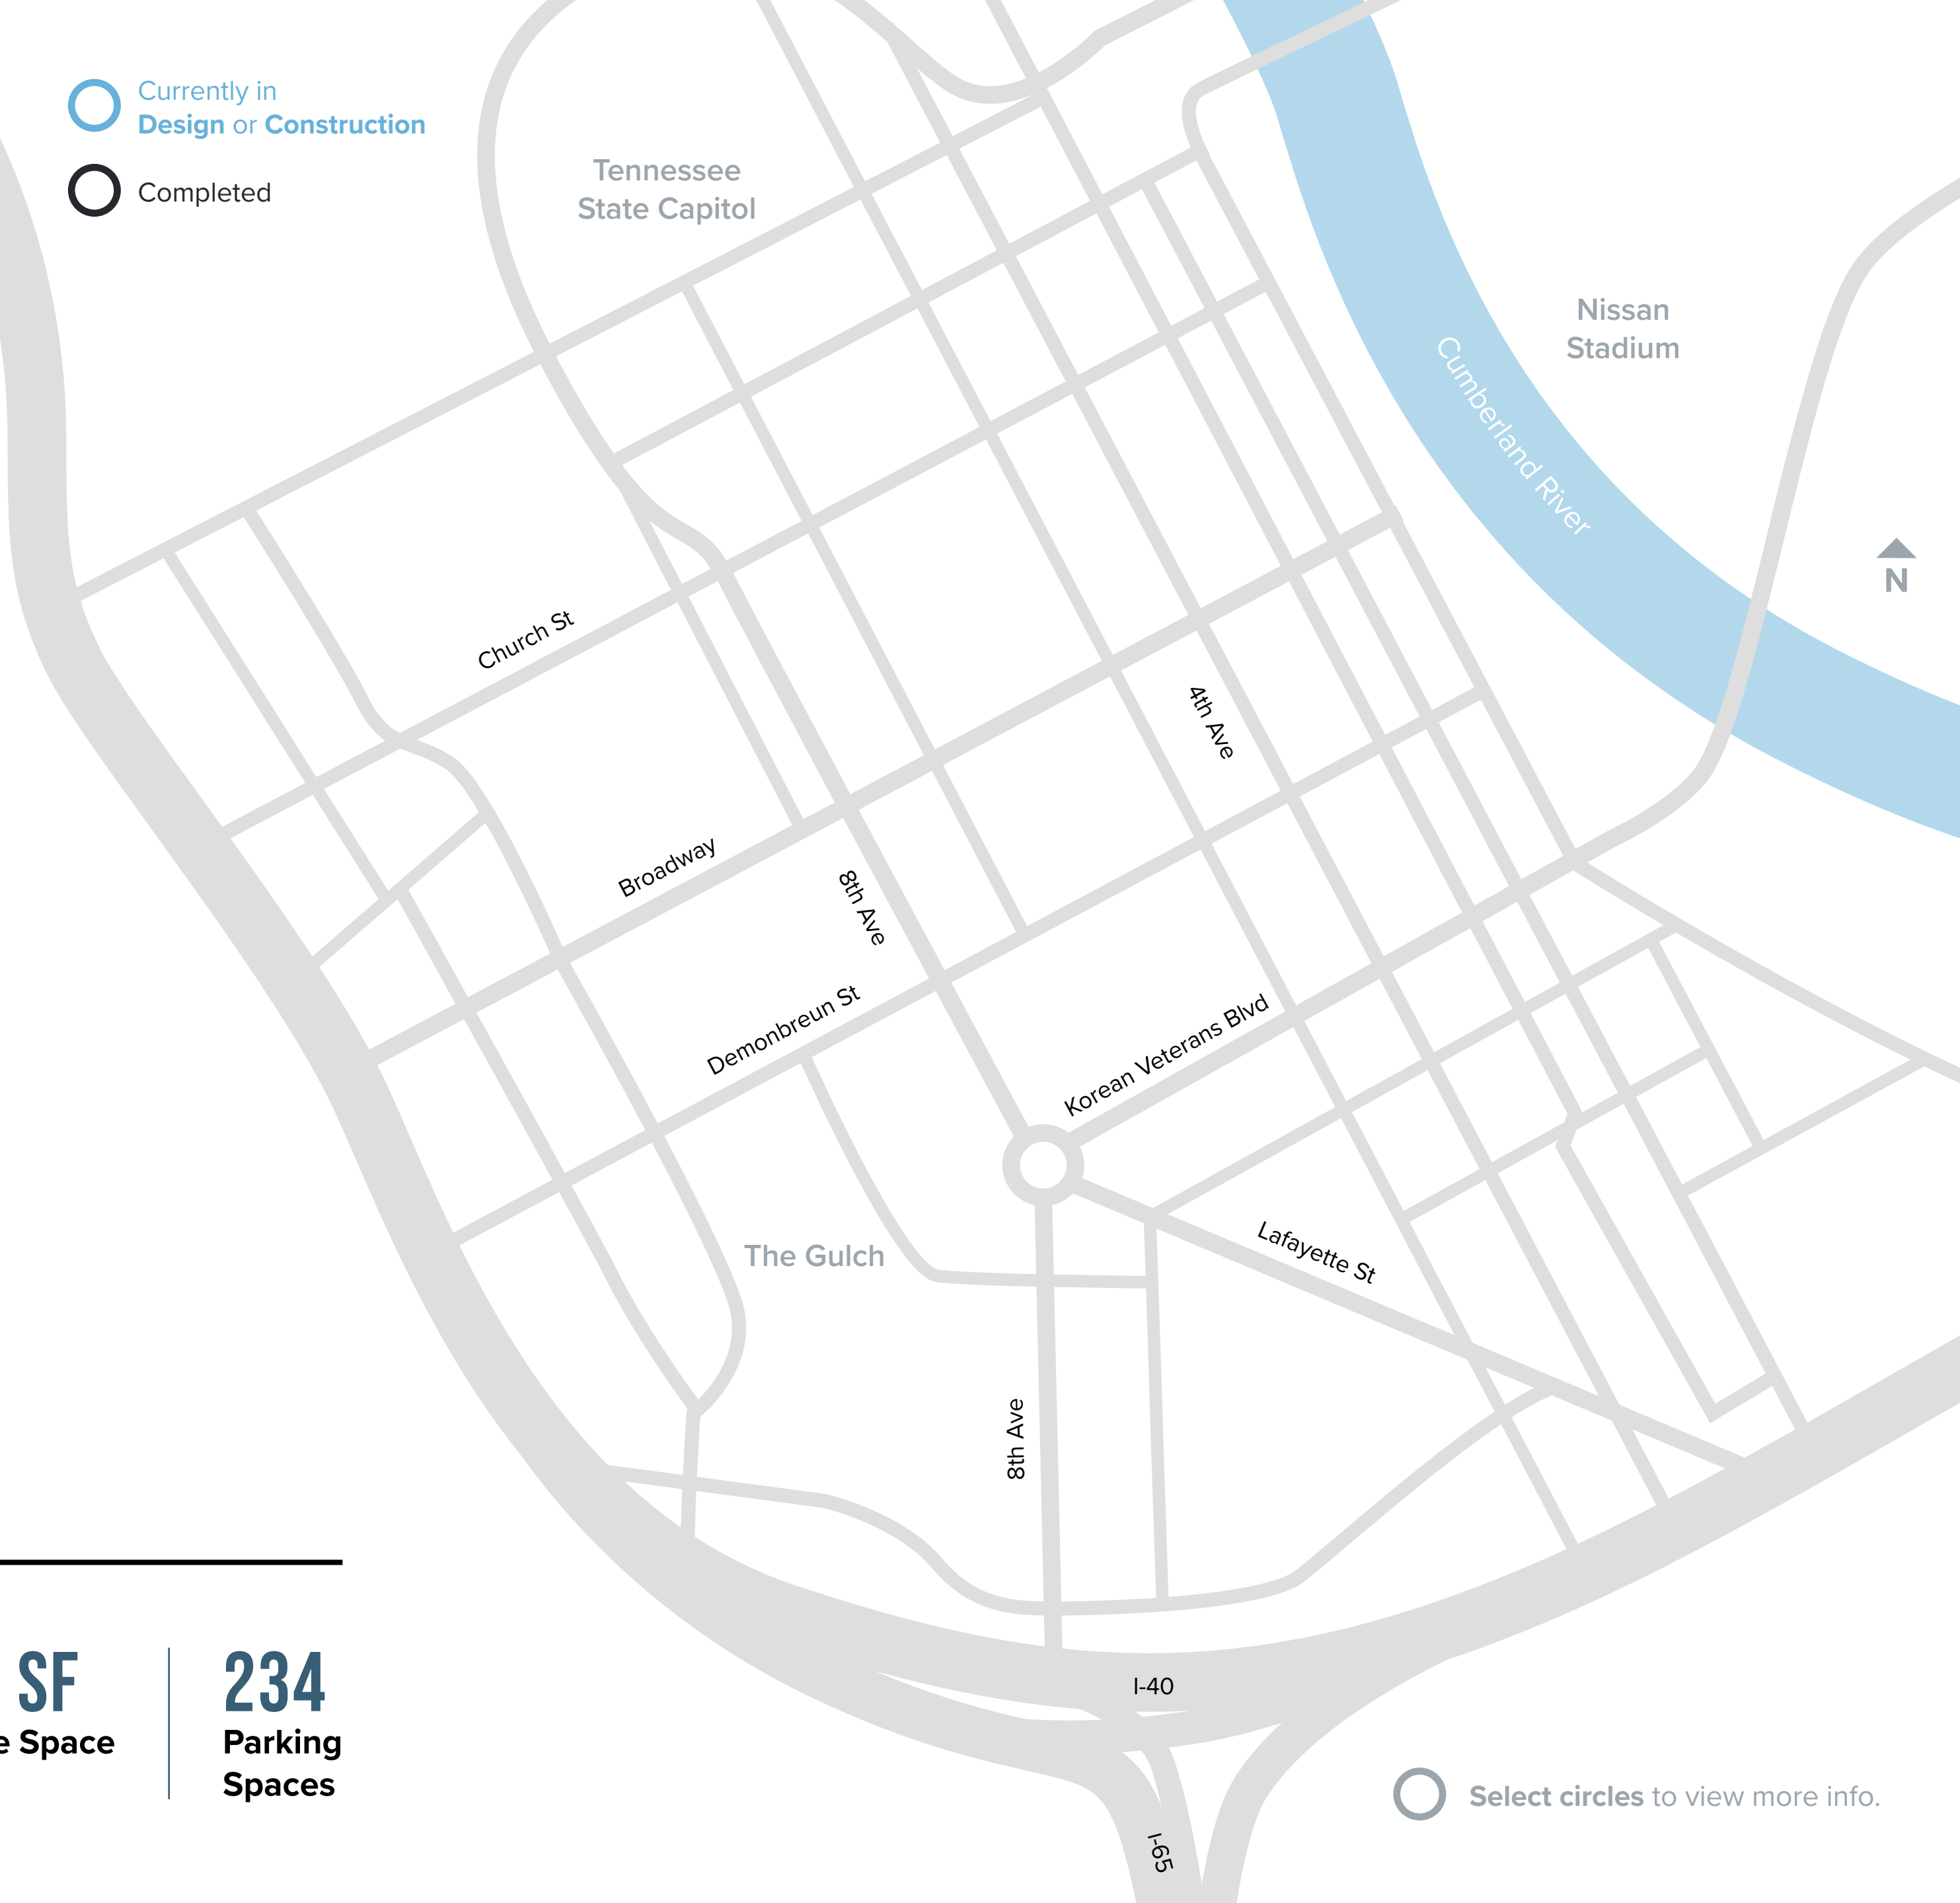 Currently in
Design or Construction
Completed
Tennessee
State Capitol
Nissan
Stadium
Cumberland River
N
Church St
4th Ave
Broadway
8th Ave
Demonbreun St
Korean Veterans Blvd
The Gulch
Lafayette St
8th Ave
I-40
I-65
SF
e Space
234
Parking
Spaces
Select circles to view more info.